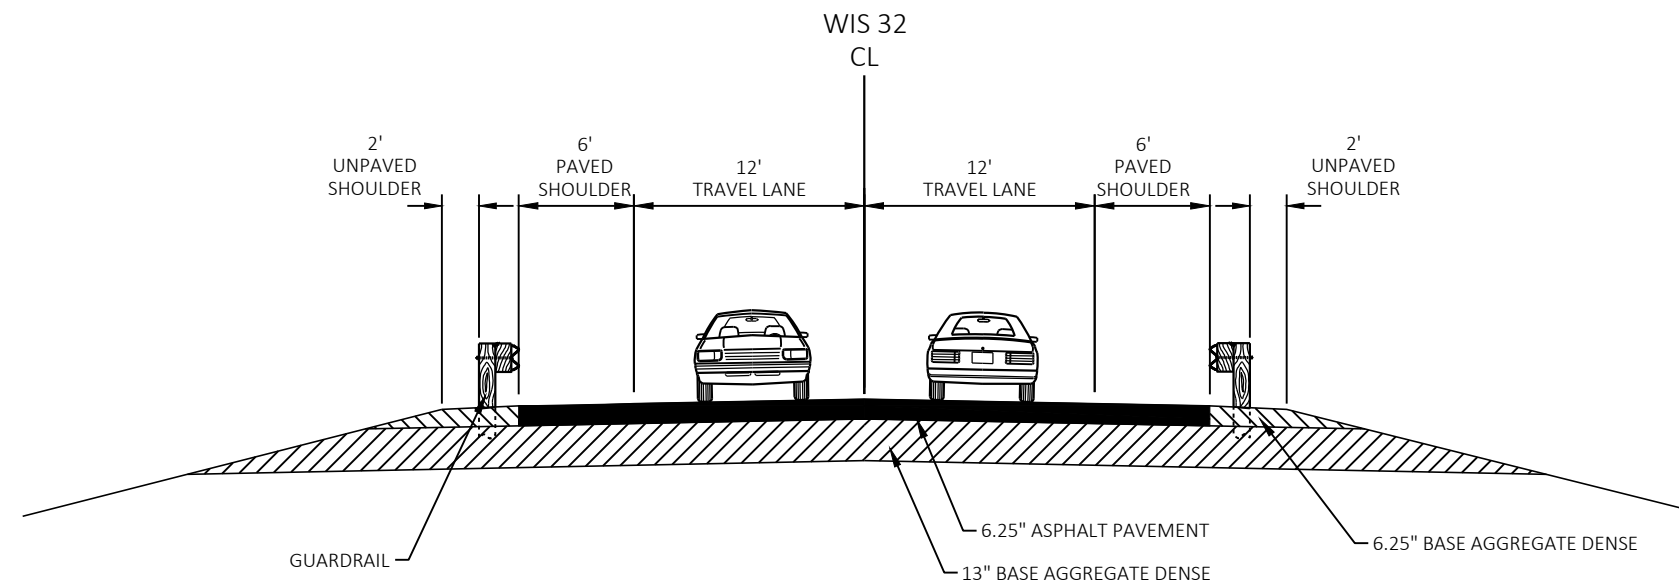 WIS 32
CL
2'
UNPAVED
SHOULDER
6'
PAVED
SHOULDER
12'
TRAVEL LANE
12'
TRAVEL LANE
6'
PAVED
SHOULDER
2'
UNPAVED
SHOULDER
6.25" ASPHALT PAVEMENT
6.25" BASE AGGREGATE DENSE
GUARDRAIL
13" BASE AGGREGATE DENSE